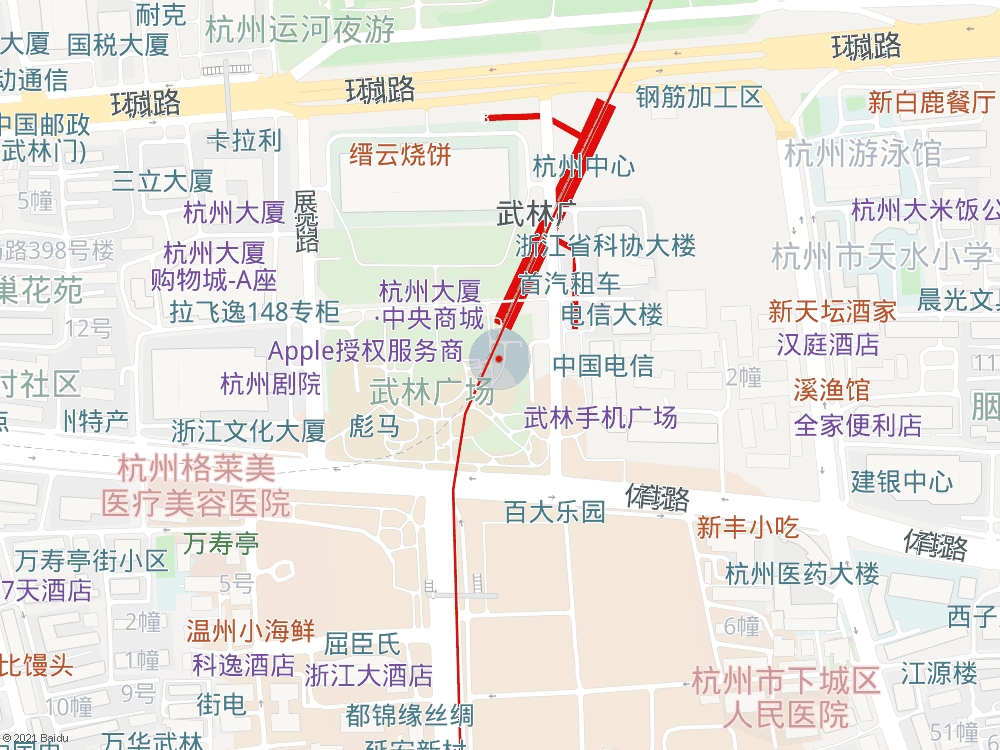 耐克
杭州运河夜游
大厦
国税大厦
动通信
环城路
环城路
环城路
钢筋加工区
新白鹿餐厅
中国邮政
(武林门)
卡拉利
缙云烧饼
杭州中心
杭州游泳馆
5幢
三立大厦
杭州大厦
展览路
武林广
杭州大米饭公
路398号楼
杭州大厦
购物城-A座
浙江省科协大楼
杭州市天水小学
巢花苑
12号
拉飞逸148专柜
杭州大厦
·中央商城
首汽租车
电信大楼
新天坛酒家
晨光文具
汉庭酒店
Apple授权服务商
中国电信
村社区
杭州剧院
武林广场
2幢
溪渔馆
州特产
浙江文化大厦
彪马
武林手机广场
全家便利店
胭
杭州格莱美
医疗美容医院
体育场路
建银中心
百大乐园
新丰小吃
体育场路
万寿亭
万寿亭街小区
7天酒店
5号
杭州医药大楼
2幢
温州小海鲜
屈臣氏
6幢
西子
比馒头
1幢
科逸酒店
浙江大酒店
杭州市下城区
人民医院
江源楼
10幢
9号
街电
都锦缘丝绸
51幢
© 2021 Baidu
万华武林
延安新村